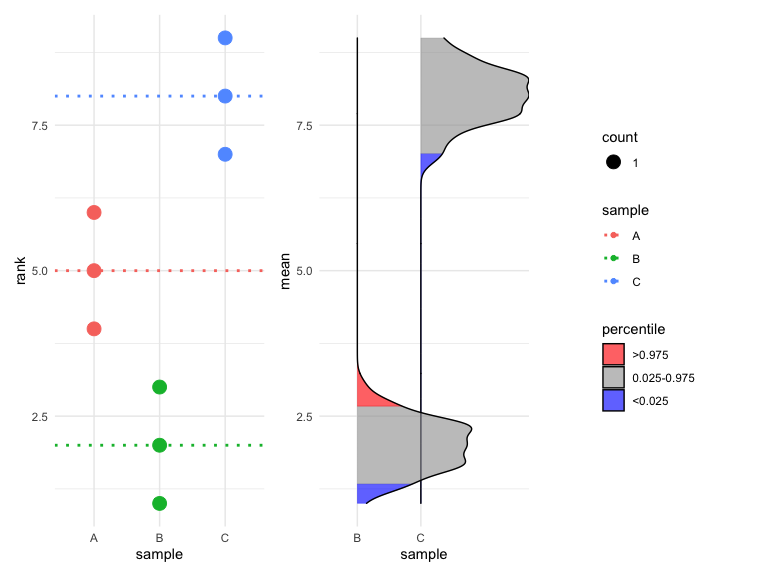 rank
7.5
5.0
2.5
A B C
sample
mean
7.5
5.0
2.5
B C
sample
count
1
sample
A
B
C
percentile
>0.975
0.025-0.975
<0.025